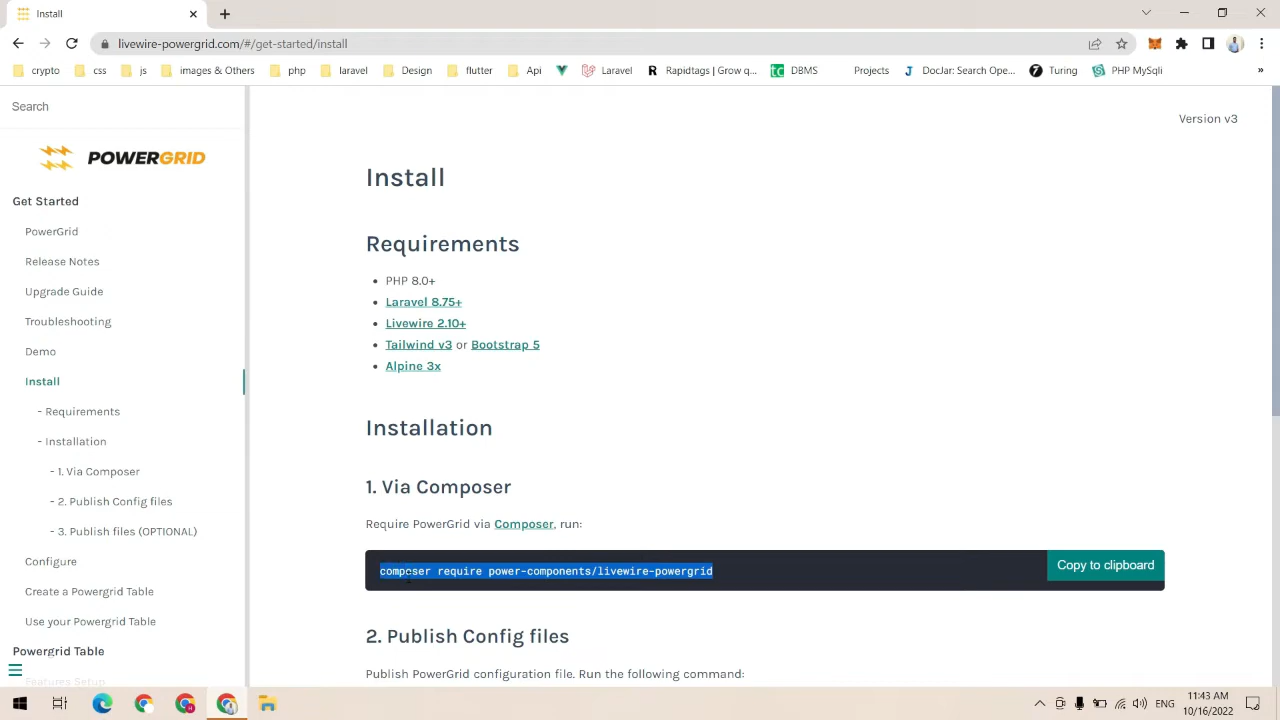 Install
livewire-powergrid.com/#/get-started/install
crypto
css
js
images & Others
php
laravel
Design
flutter
Api
Laravel
Rapidtags | Grow q...
DBMS
Projects
DocJar: Search Ope...
Turing
PHP MySqli
»
Search
POWERGRID
Get Started
PowerGrid
Release Notes
Upgrade Guide
Troubleshooting
Demo
Install
- Requirements
- Installation
- 1. Via Composer
- 2. Publish Config files
- 3. Publish files (OPTIONAL)
Configure
Create a Powergrid Table
Use your Powergrid Table
Powergrid Table
Features Setup
Version v3
Install
Requirements
PHP 8.0+
Laravel 8.75+
Livewire 2.10+
Tailwind v3 or Bootstrap 5
Alpine 3x
Installation
1. Via Composer
Require PowerGrid via Composer, run:
composer require power-components/livewire-powergrid
Copy to clipboard
2. Publish Config files
Publish PowerGrid configuration file. Run the following command:
ENG
11:43 AM
10/16/2022